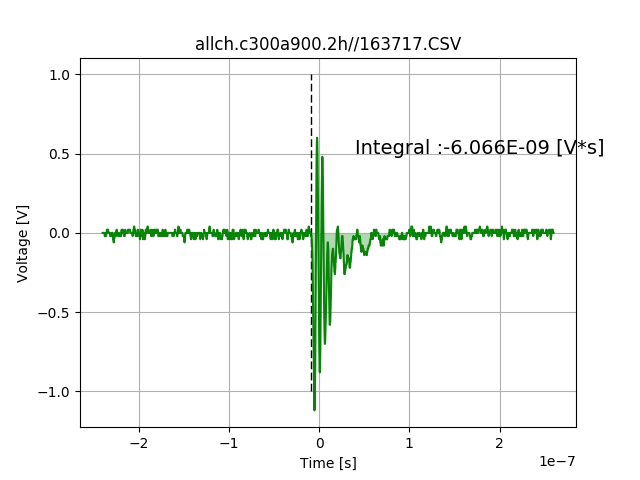 allch.c300a900.2h//163717.CSV
1.0
Integral :-6.066E-09 [V*s]
0.5
0.0
Voltage [V]
−0.5
−1.0
−2 −1 0 1 2
Time [s]
1e−7